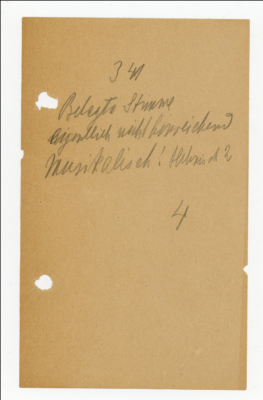 341
Belegte Stimme
eigentlich nicht hinreichend
Musikalisch!
4